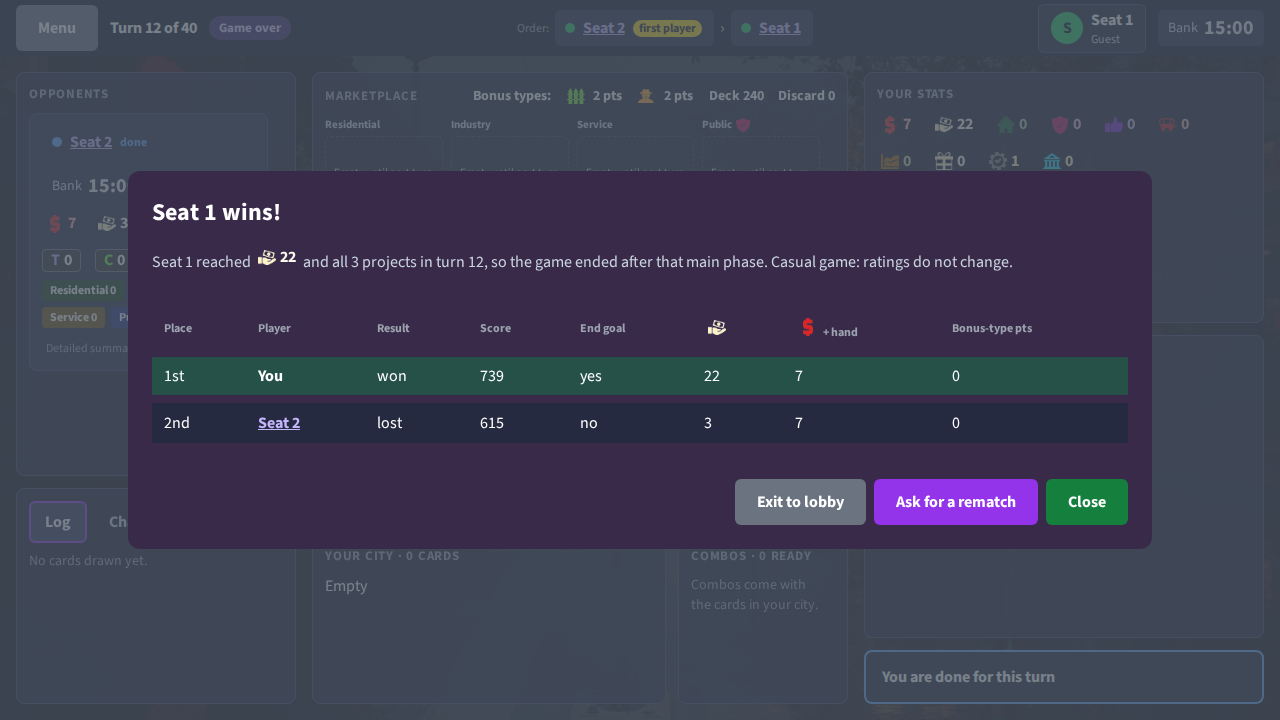 Menu
Turn 12 of 40
Game over
Order:
Seat 2
first player
›
Seat 1
S
Seat 1
Guest
Bank 15:00
OPPONENTS
Seat 2 done
Bank 15:0
7
3
T 0
C 0
Residential 0
Service 0
Detailed summa
MARKETPLACE
Bonus types:
2 pts
2 pts
Deck 240
Discard 0
Residential
Industry
Service
Public
YOUR STATS
7
22
0
0
0
0
0
0
1
0
Seat 1 wins!
Seat 1 reached 22 and all 3 projects in turn 12, so the game ended after that main phase. Casual game: ratings do not change.
Place Player Result Score End goal + hand Bonus-type pts
1st You won 739 yes 22 7 0
2nd Seat 2 lost 615 no 3 7 0
Exit to lobby
Ask for a rematch
Close
Log
No cards drawn yet.
YOUR CITY · 0 CARDS
Empty
COMBOS · 0 READY
Combos come with
the cards in your city.
You are done for this turn